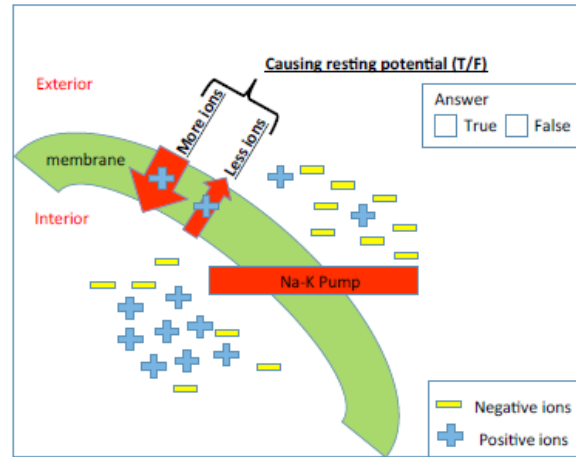 Causing resting potential (T/F)
Exterior
More ions
Less ions
Answer
True False
membrane
Interior
Na-K Pump
Negative ions
Positive ions